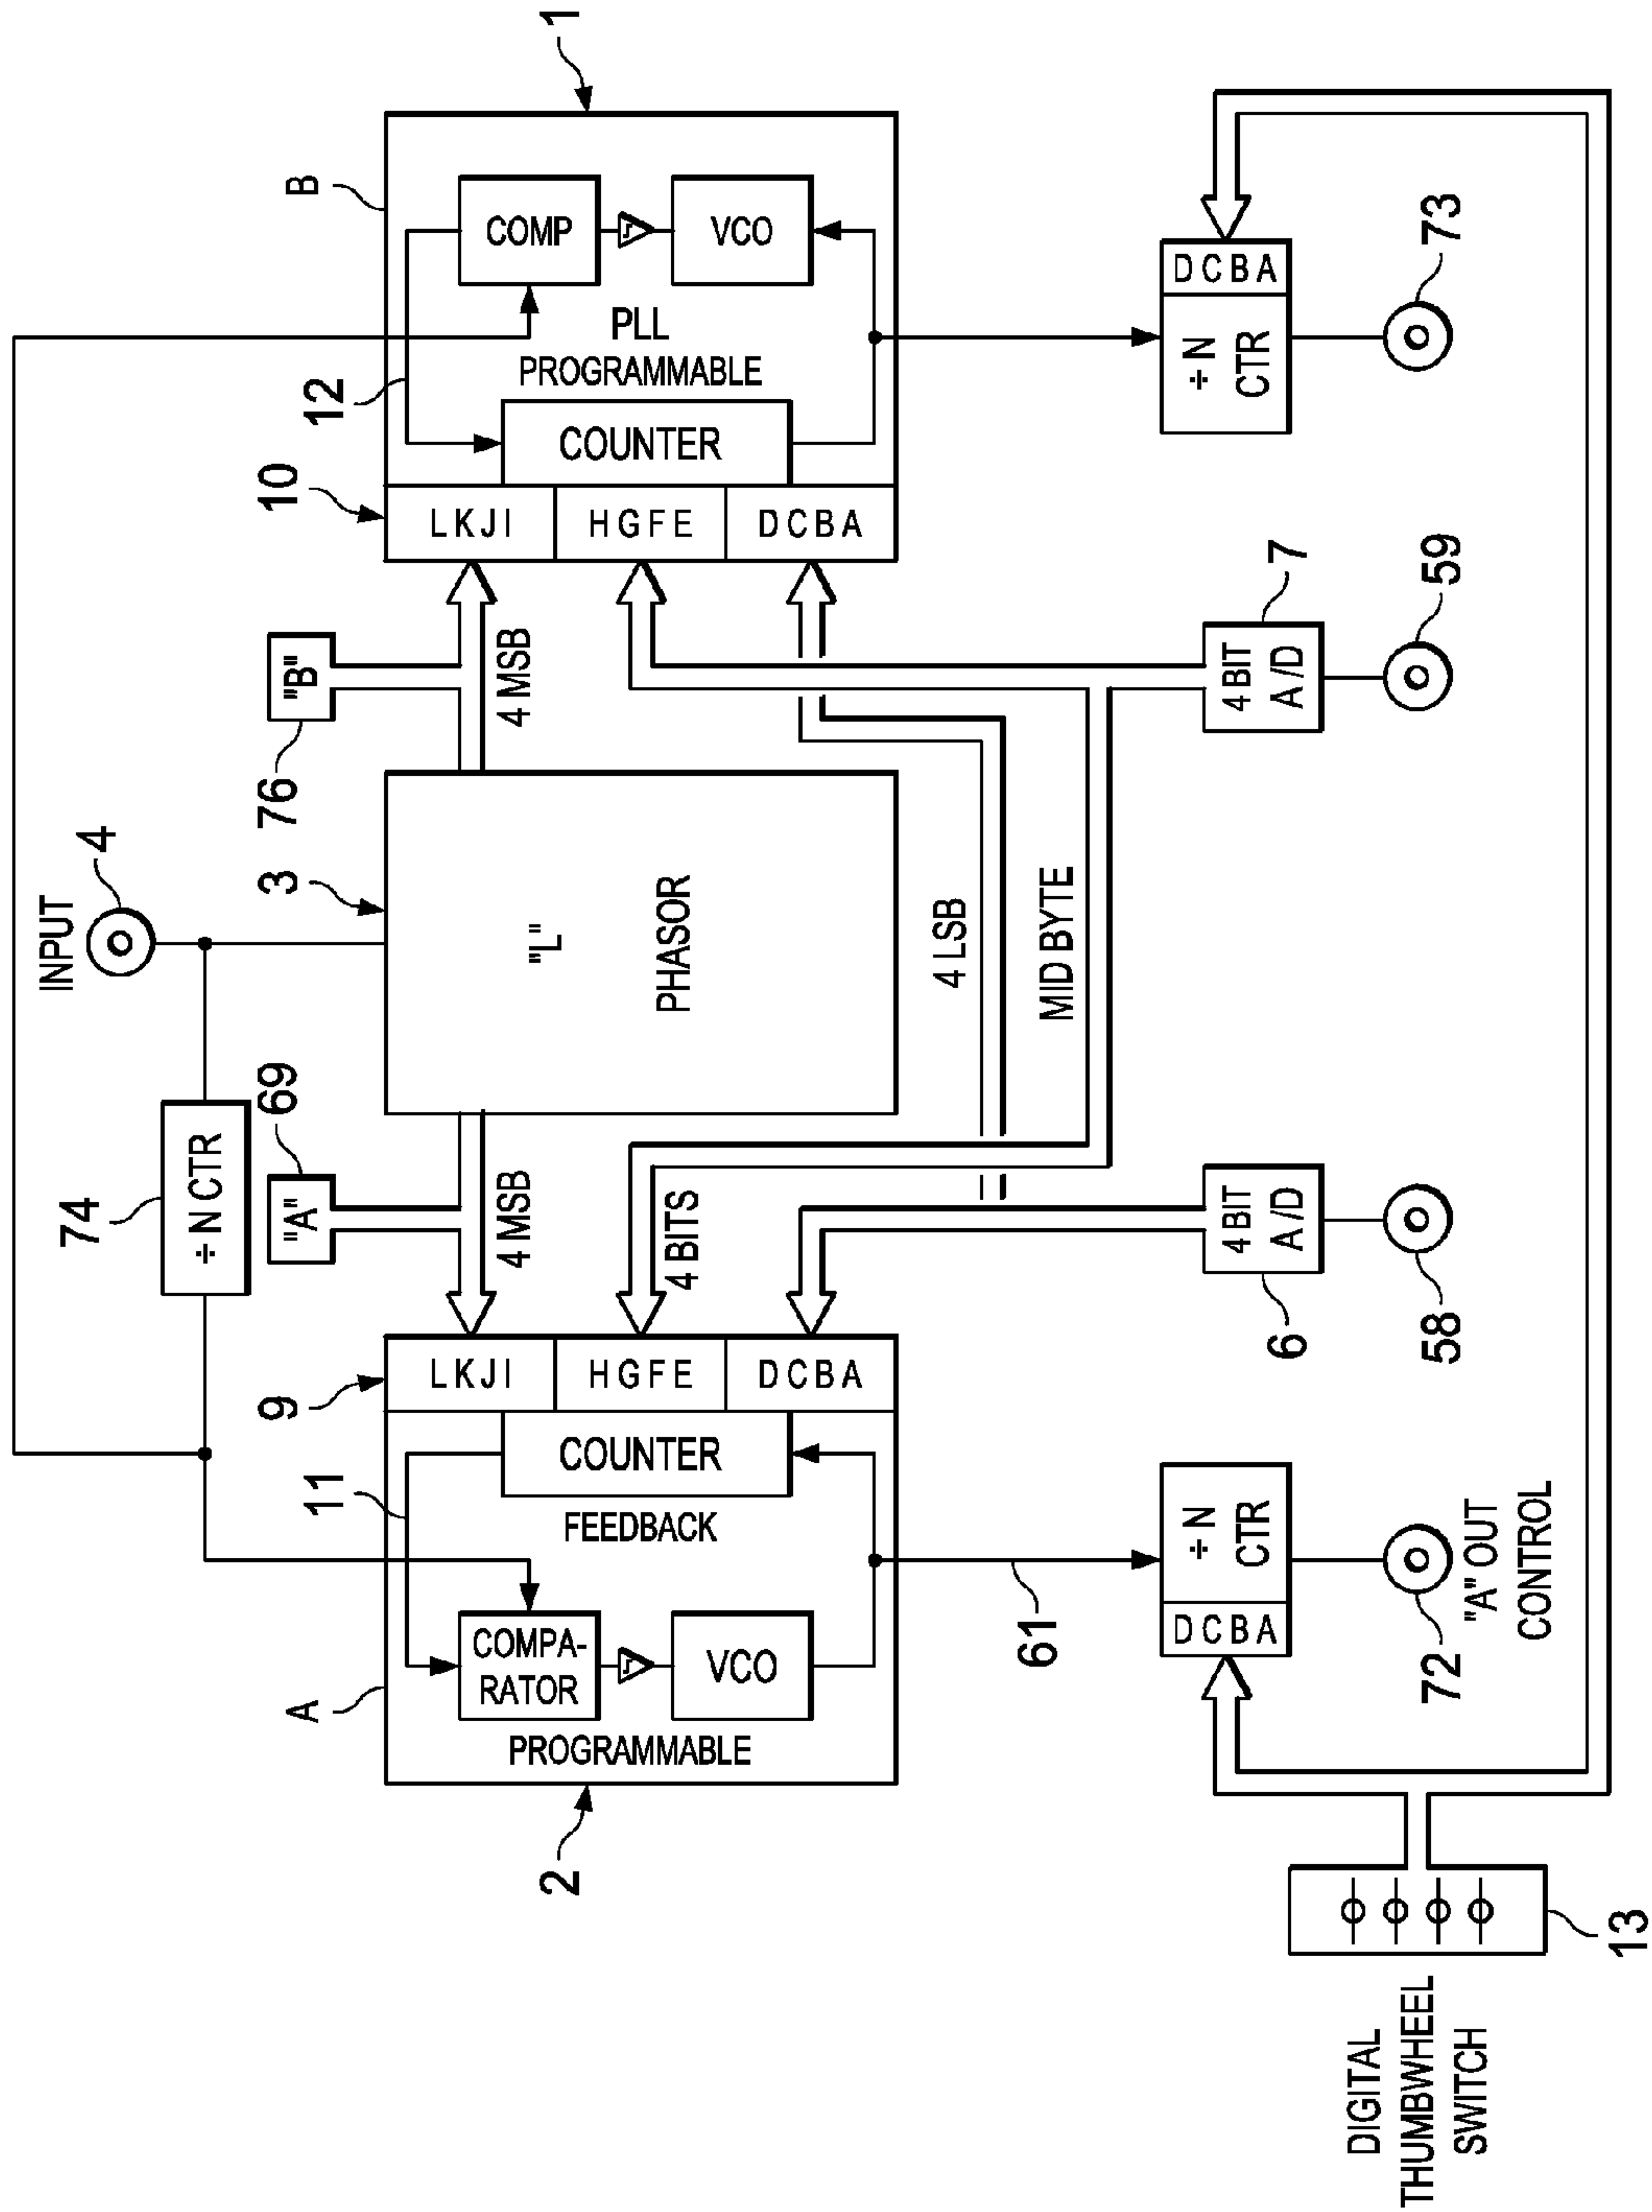 INPUT
4
74
÷ N CTR
"A"
69
3
76
"B"
2
A
9
10
B
1
11
12
4 MSB
4 MSB
L K J I
H G F E
D C B A
L K J I
H G F E
D C B A
COMPA-
RATOR
VCO
COUNTER
FEEDBACK
PROGRAMMABLE
"L"
PHASOR
COMP
VCO
PLL
PROGRAMMABLE
COUNTER
4 BITS
4 LSB
MID BYTE
61
D C B A
÷ N
CTR
4 BIT
A/D
6
4 BIT
A/D
7
÷ N
CTR
D C B A
72
58
59
73
"A" OUT
CONTROL
DIGITAL
THUMBWHEEL
SWITCH
13